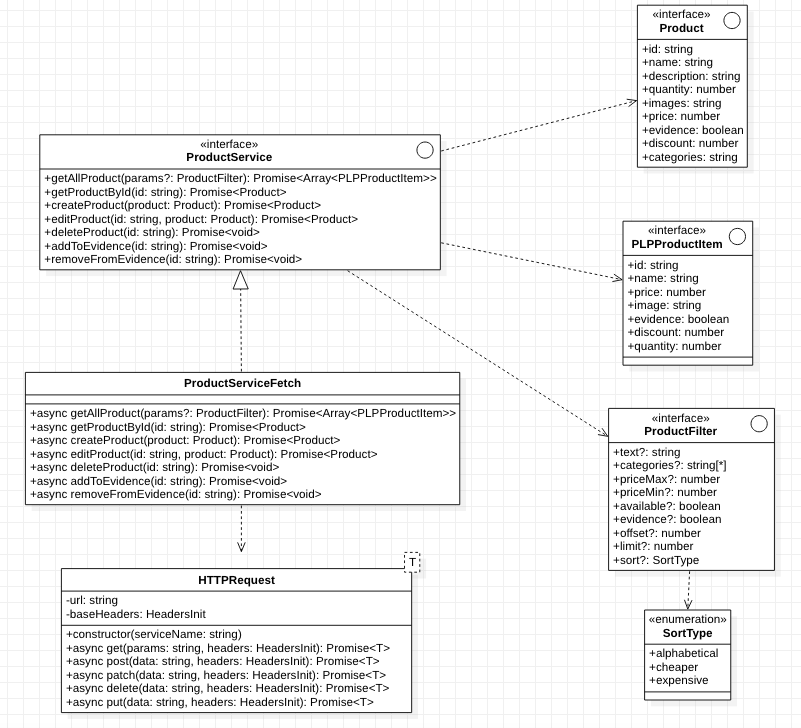 «interface»
Product
+id: string
+name: string
+description: string
+quantity: number
+images: string
+price: number
+evidence: boolean
+discount: number
+categories: string
«interface»
ProductService
+getAllProduct(params?: ProductFilter): Promise<Array<PLPProductItem>>
+getProductById(id: string): Promise<Product>
+createProduct(product: Product): Promise<Product>
+editProduct(id: string, product: Product): Promise<Product>
+deleteProduct(id: string): Promise<void>
+addToEvidence(id: string): Promise<void>
+removeFromEvidence(id: string): Promise<void>
«interface»
PLPProductItem
+id: string
+name: string
+price: number
+image: string
+evidence: boolean
+discount: number
+quantity: number
ProductServiceFetch
+async getAllProduct(params?: ProductFilter): Promise<Array<PLPProductItem>>
+async getProductById(id: string): Promise<Product>
+async createProduct(product: Product): Promise<Product>
+async editProduct(id: string, product: Product): Promise<Product>
+async deleteProduct(id: string): Promise<void>
+async addToEvidence(id: string): Promise<void>
+async removeFromEvidence(id: string): Promise<void>
«interface»
ProductFilter
+text?: string
+categories?: string[*]
+priceMax?: number
+priceMin?: number
+available?: boolean
+evidence?: boolean
+offset?: number
+limit?: number
+sort?: SortType
T
HTTPRequest
-url: string
-baseHeaders: HeadersInit
+constructor(serviceName: string)
+async get(params: string, headers: HeadersInit): Promise<T>
+async post(data: string, headers: HeadersInit): Promise<T>
+async patch(data: string, headers: HeadersInit): Promise<T>
+async delete(data: string, headers: HeadersInit): Promise<T>
+async put(data: string, headers: HeadersInit): Promise<T>
«enumeration»
SortType
+alphabetical
+cheaper
+expensive